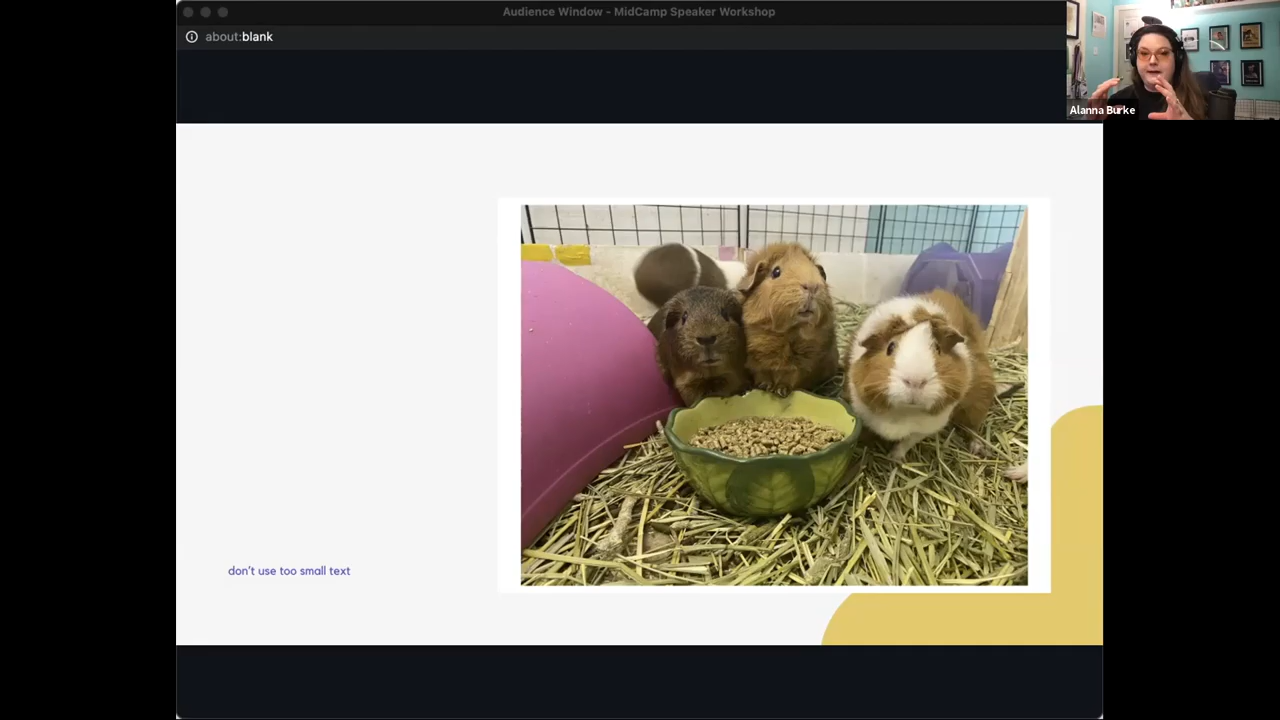 Audience Window - MidCamp Speaker Workshop
about:blank
Alanna Burke
don't use too small text